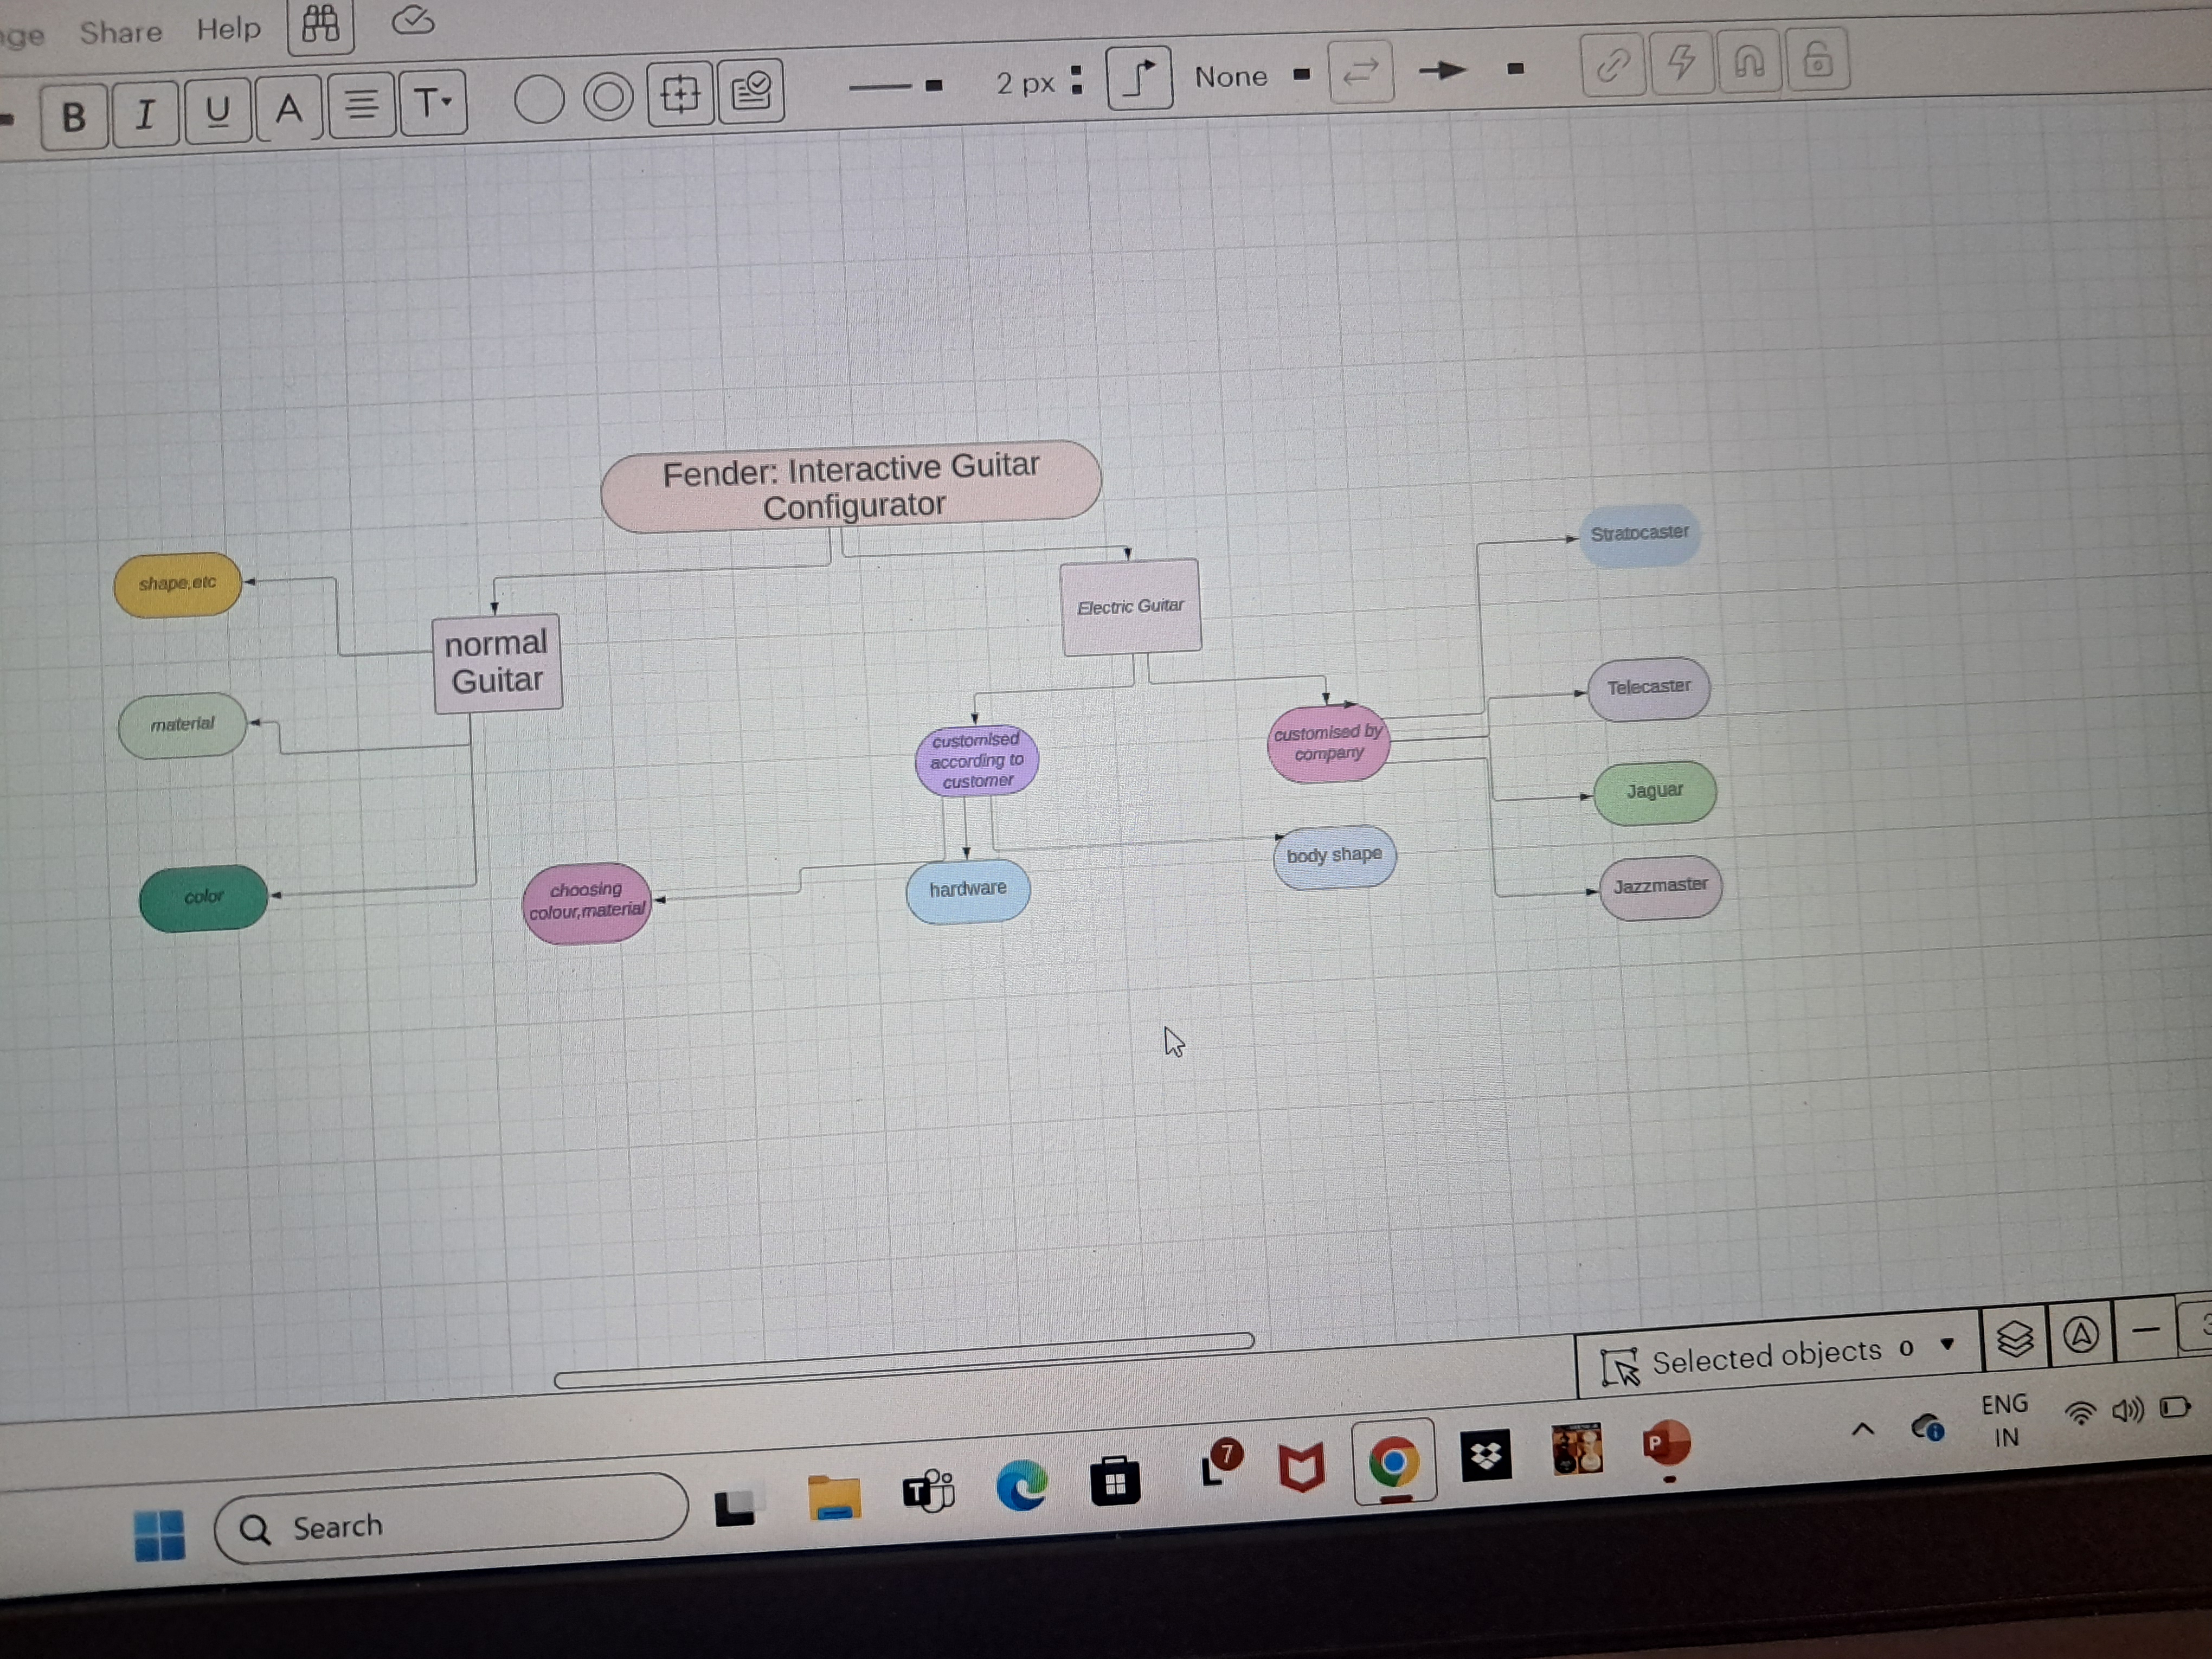 Share Help
B I U A T
2 px None
Fender: Interactive Guitar
Configurator
shape,etc
normal
Guitar
material
color
Electric Guitar
customised
according to
customer
customised by
company
choosing
colour,material
hardware
body shape
Stratocaster
Telecaster
Jaguar
Jazzmaster
Selected objects 0
Search
T
L 7
P
ENG
IN